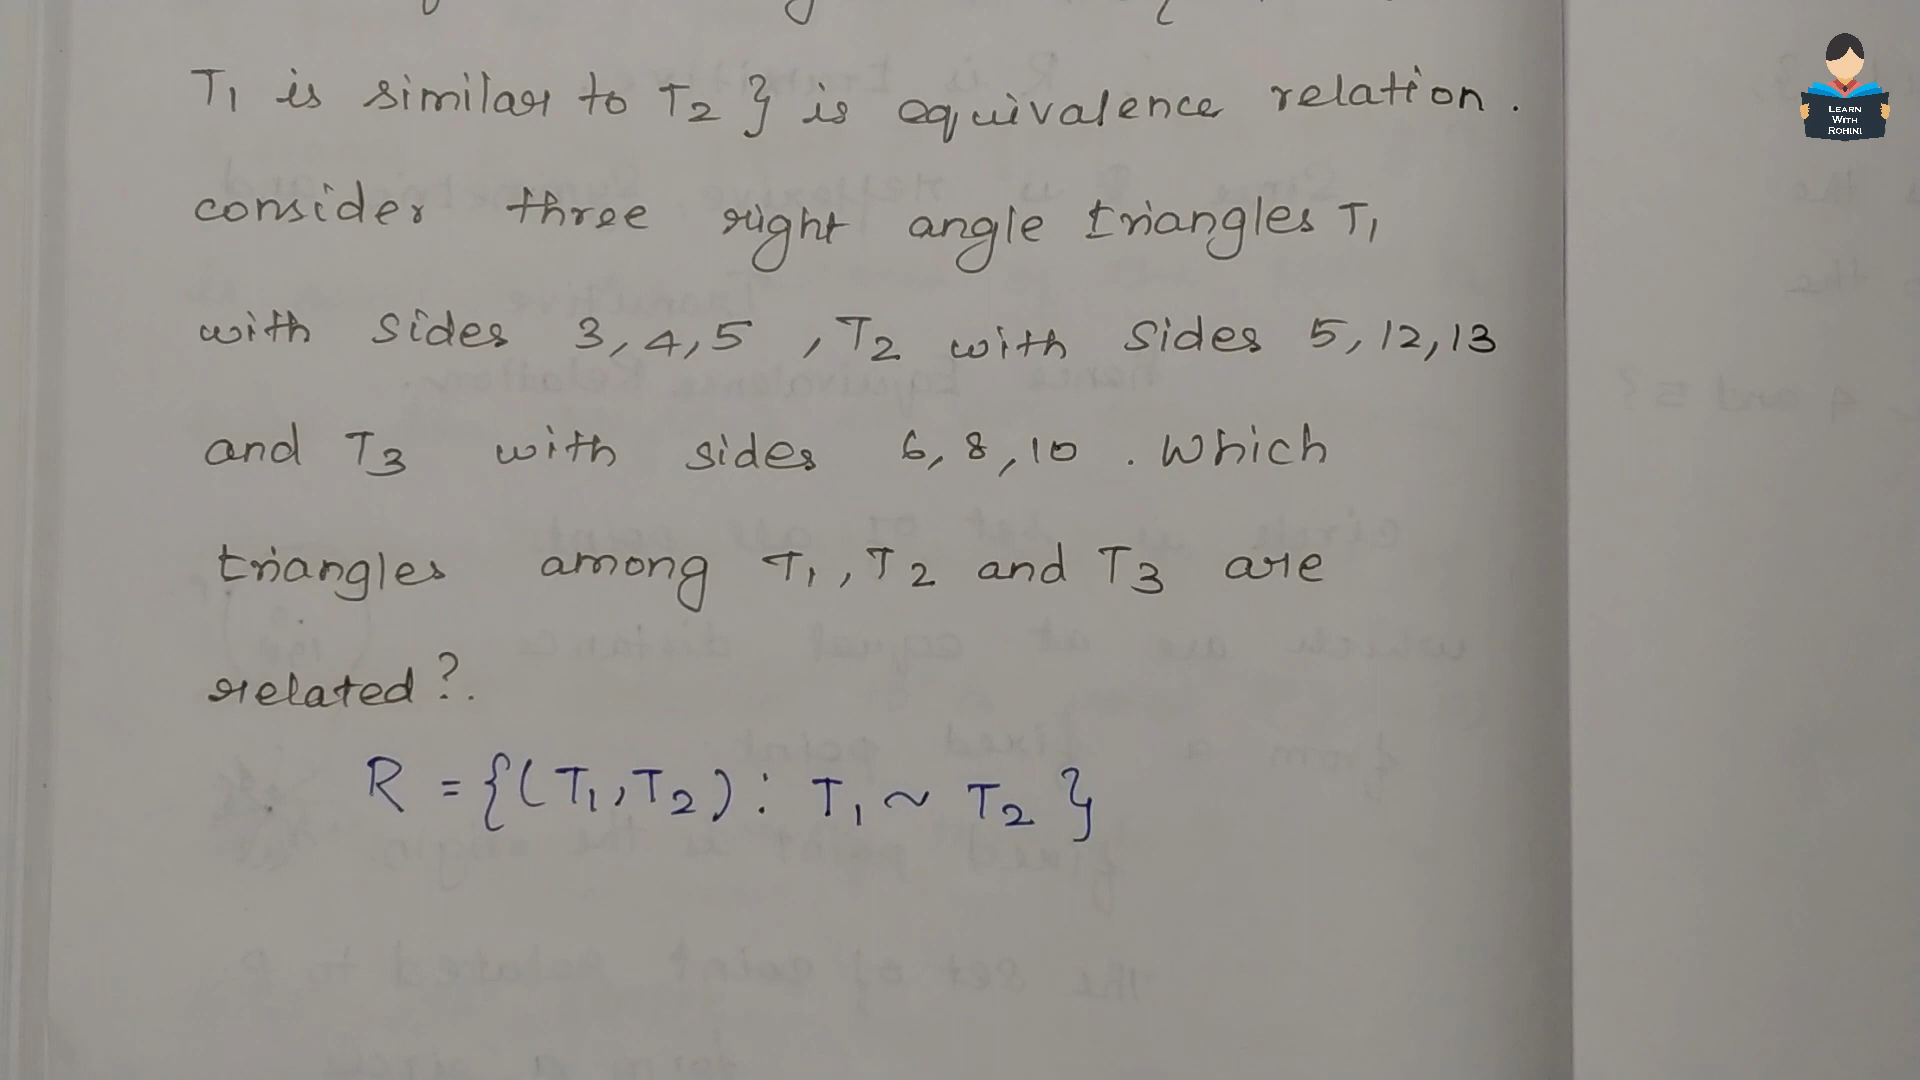 T1 is similar to T2 } is equivalence relation.
consider three right angle triangles T1
with sides 3, 4, 5 , T2 with sides 5, 12, 13
and T3 with sides 6, 8, 10 . Which
triangles among T1, T2 and T3 are
related ?.
R = {(T1, T2) : T1 ~ T2 }
LEARN
WITH
ROHINI